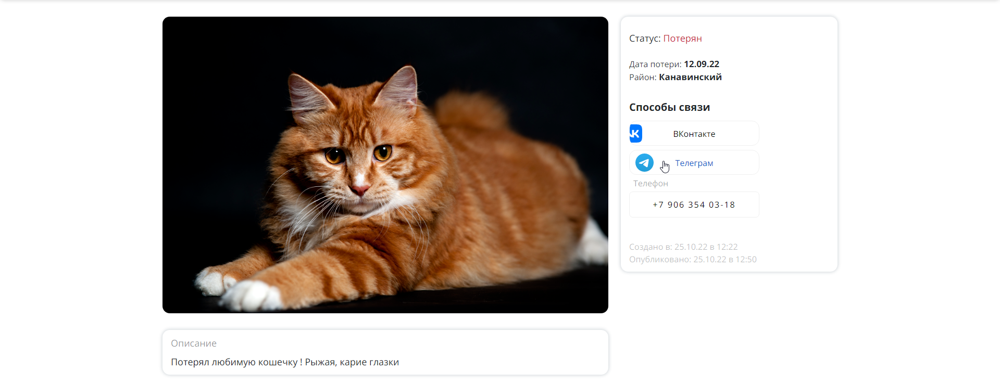 Статус: Потерян
Дата потери: 12.09.22
Район: Канавинский
Способы связи
ВКонтакте
Телеграм
Телефон
+7 906 354 03-18
Создано в: 25.10.22 в 12:22
Опубликовано: 25.10.22 в 12:50
Описание
Потерял любимую кошечку ! Рыжая, карие глазки